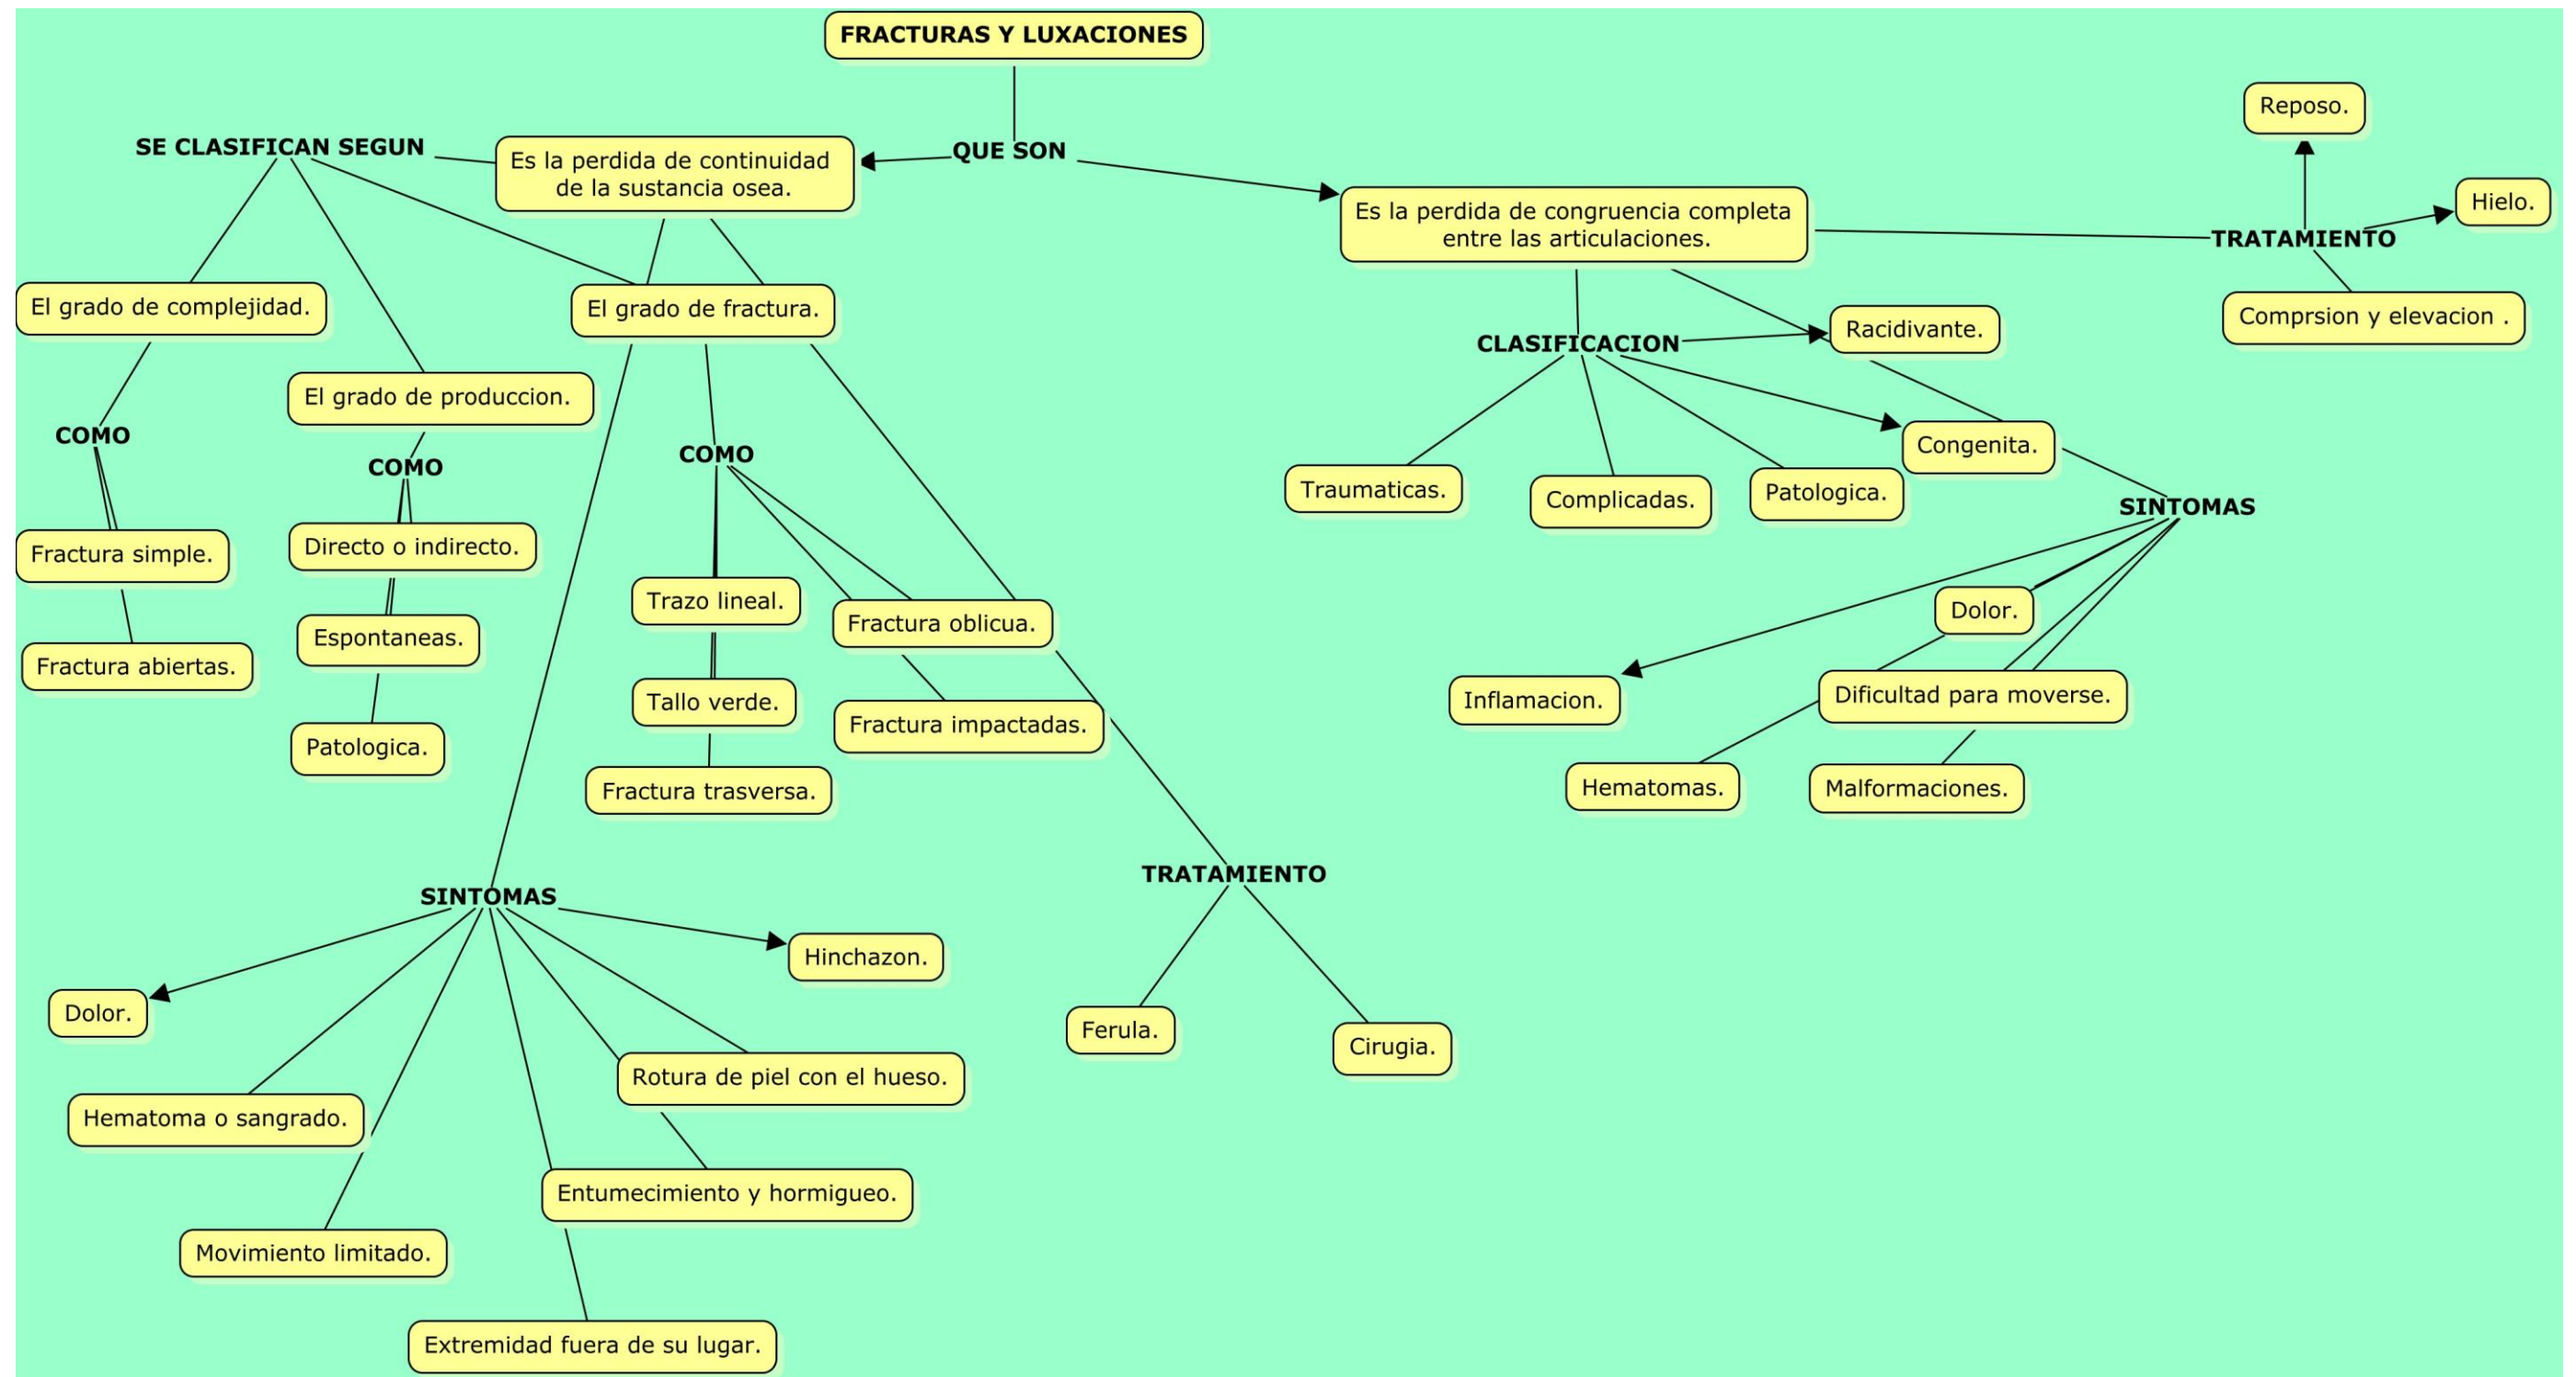 FRACTURAS Y LUXACIONES
QUE SON
Es la perdida de continuidad
de la sustancia osea.
SE CLASIFICAN SEGUN
El grado de complejidad.
COMO
Fractura simple.
Fractura abiertas.
El grado de produccion.
COMO
Directo o indirecto.
Espontaneas.
Patologica.
El grado de fractura.
COMO
Trazo lineal.
Tallo verde.
Fractura trasversa.
Fractura oblicua.
Fractura impactadas.
SINTOMAS
Dolor.
Hematoma o sangrado.
Movimiento limitado.
Extremidad fuera de su lugar.
Entumecimiento y hormigueo.
Rotura de piel con el hueso.
Hinchazon.
TRATAMIENTO
Ferula.
Cirugia.
Es la perdida de congruencia completa
entre las articulaciones.
CLASIFICACION
Traumaticas.
Complicadas.
Patologica.
Congenita.
Racidivante.
SINTOMAS
Inflamacion.
Dolor.
Hematomas.
Dificultad para moverse.
Malformaciones.
TRATAMIENTO
Reposo.
Hielo.
Comprsion y elevacion .